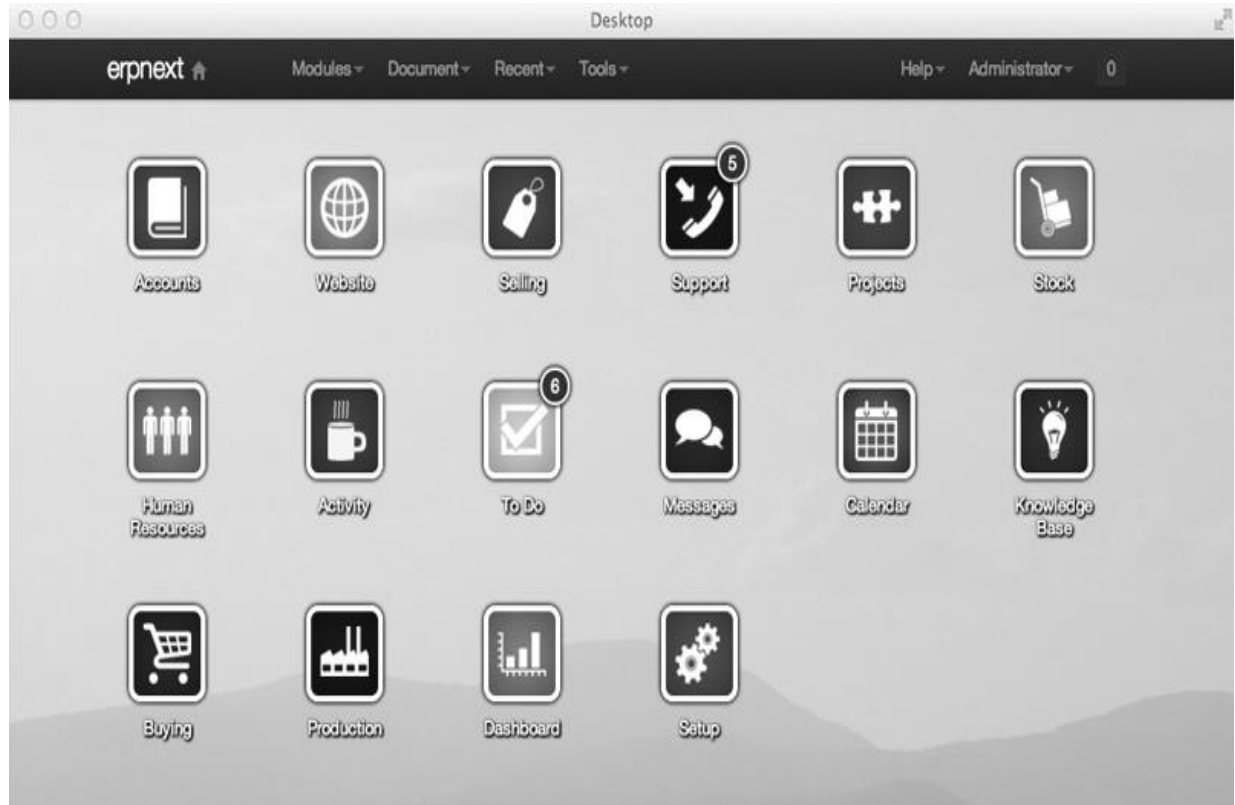 Desktop
erpnext Modules Document Recent Tools Help Administrator 0
5
Accounts Website Selling Support Projects Stock
6
Human Resources Activity To Do Messages Calendar Knowledge Base
Buying Production Dashboard Setup